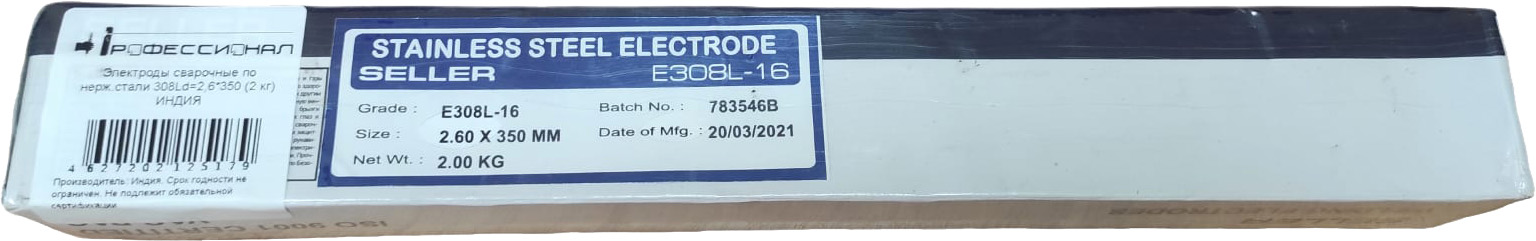 ПРОФЕССИОНАЛ
Электроды сварочные по
нерж.стали 308Ld=2,6*350 (2 кг)
ИНДИЯ
4627202125179
Производитель: Индия. Срок годности не
ограничен. Не подлежит обязательной
сертификации
STAINLESS STEEL ELECTRODE
SELLER E308L-16
Grade : E308L-16 Batch No. : 783546B
Size : 2.60 X 350 MM Date of Mfg. : 20/03/2021
Net Wt. : 2.00 KG
ISO 9001 CERTIFIED
ELECTRODES